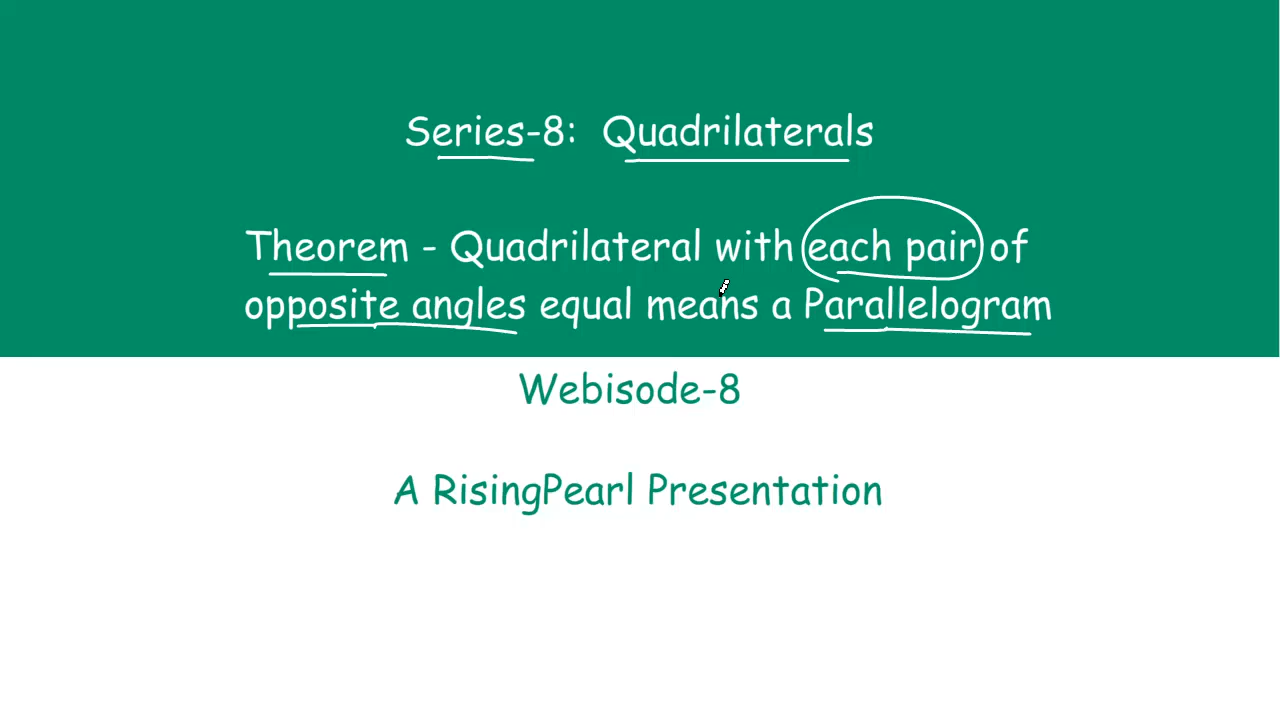 Series-8: Quadrilaterals
Theorem - Quadrilateral with each pair of
opposite angles equal means a Parallelogram
Webisode-8
A RisingPearl Presentation